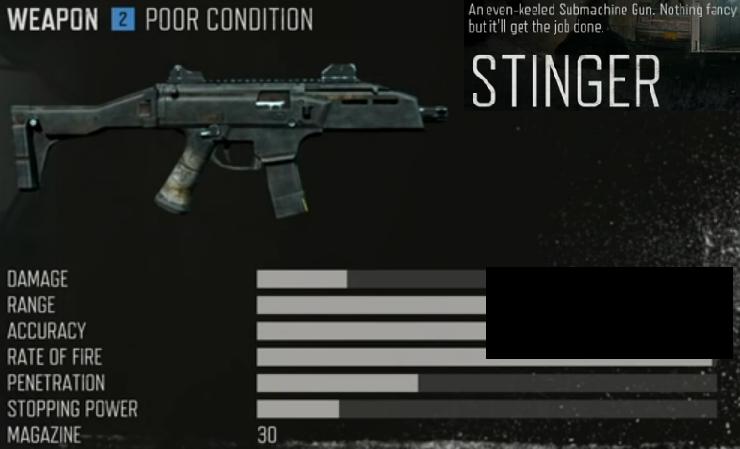 WEAPON 2 POOR CONDITION
An even-keeled Submachine Gun. Nothing fancy
but it'll get the job done.
STINGER
DAMAGE
RANGE
ACCURACY
RATE OF FIRE
PENETRATION
STOPPING POWER
MAGAZINE 30